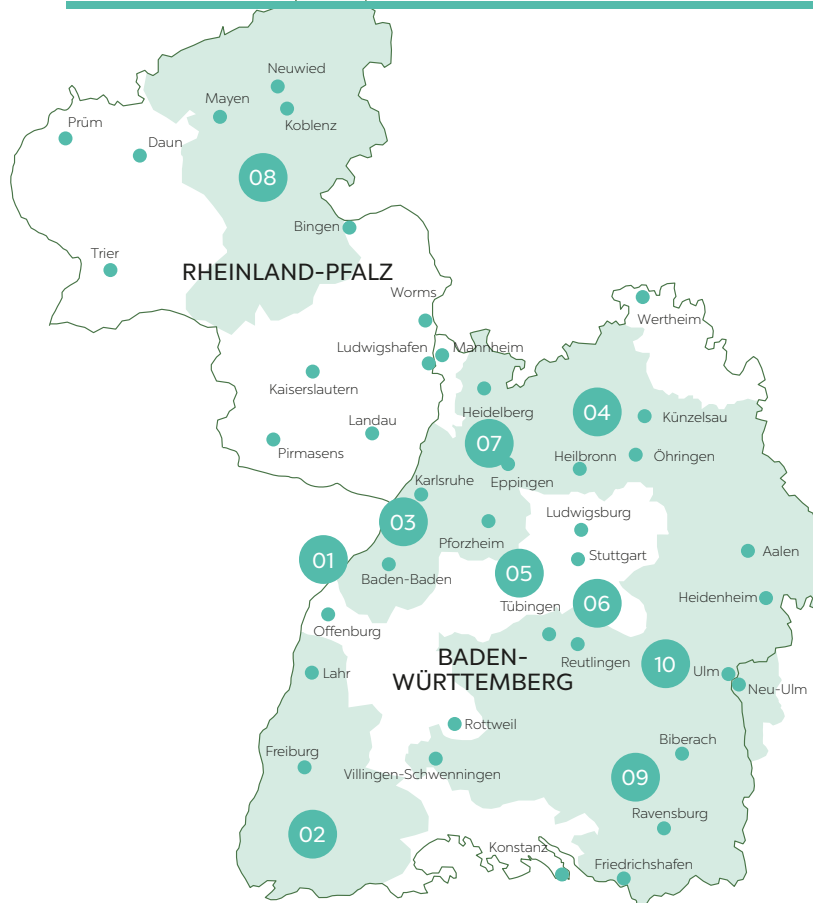 Neuwied
Mayen
Koblenz
Prüm
Daun
08
Bingen
Trier
RHEINLAND-PFALZ
Worms
Wertheim
Ludwigshafen
Mannheim
Kaiserslautern
Heidelberg
04
Künzelsau
Landau
07
Pirmasens
Heilbronn
Öhringen
Eppingen
Karlsruhe
03
Ludwigsburg
Pforzheim
01
Stuttgart
Aalen
Baden-Baden
05
Heidenheim
06
Tübingen
Offenburg
Reutlingen
BADEN-
WÜRTTEMBERG
10
Ulm
Lahr
Neu-Ulm
Rottweil
Biberach
Freiburg
Villingen-Schwenningen
09
Ravensburg
02
Konstanz
Friedrichshafen